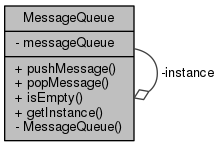 MessageQueue
- messageQueue
+ pushMessage()
+ popMessage()
+ isEmpty()
+ getInstance()
- MessageQueue()
-instance